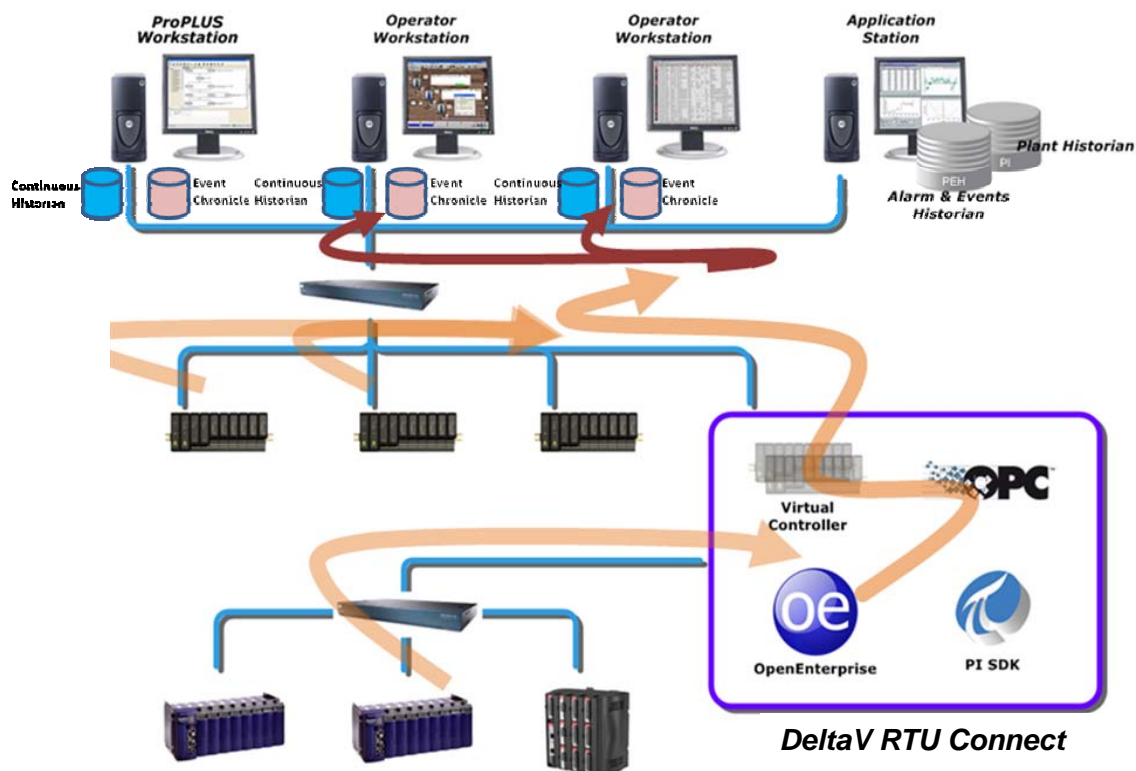 ProPLUS
Workstation
Operator
Workstation
Operator
Workstation
Application
Station
Continuous
Historian
Event
Chronicle
Continuous
Historian
Event
Chronicle
Continuous
Historian
Event
Chronicle
PI
Plant Historian
PEH
Alarm & Events
Historian
Virtual
Controller
OPC
oe
OpenEnterprise
PI SDK
DeltaV RTU Connect